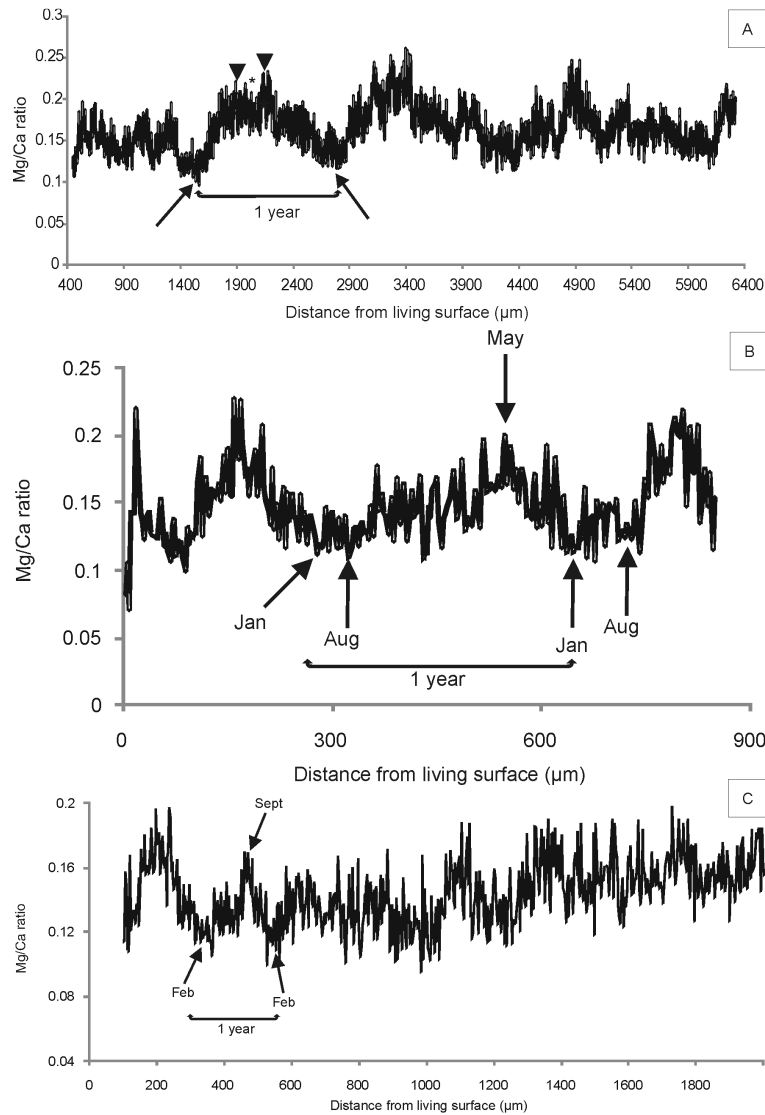 A
0.3
0.25
0.2
0.15
0.1
0.05
0
Mg/Ca ratio
*
1 year
400 900 1400 1900 2400 2900 3400 3900 4400 4900 5400 5900 6400
Distance from living surface (µm)
B
May
0.25
0.2
0.15
0.1
0.05
0
Mg/Ca ratio
Jan
Aug
Jan
Aug
1 year
0 300 600 900
Distance from living surface (µm)
C
0.2
0.16
0.12
0.08
0.04
Mg/Ca ratio
Sept
Feb
Feb
1 year
0 200 400 600 800 1000 1200 1400 1600 1800
Distance from living surface (µm)